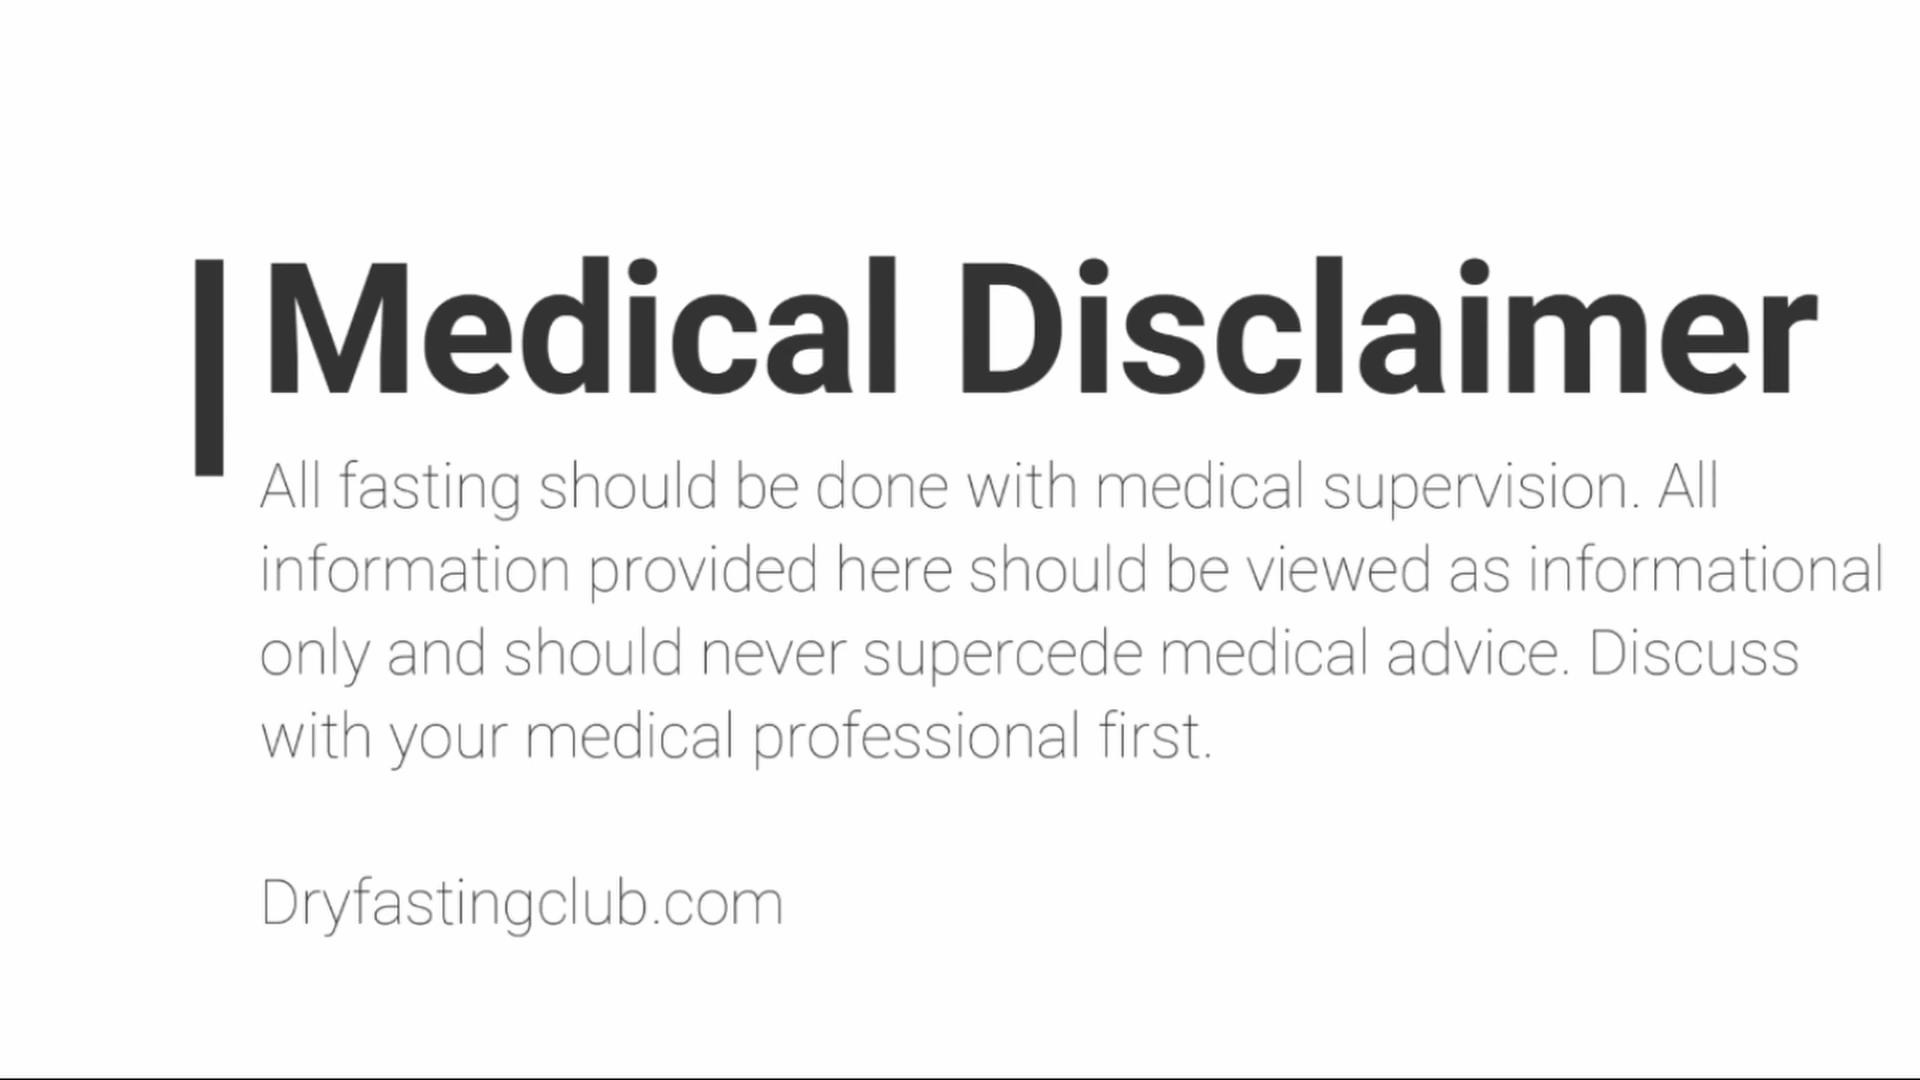 Medical Disclaimer
All fasting should be done with medical supervision. All
information provided here should be viewed as informational
only and should never supercede medical advice. Discuss
with your medical professional first.
Dryfastingclub.com